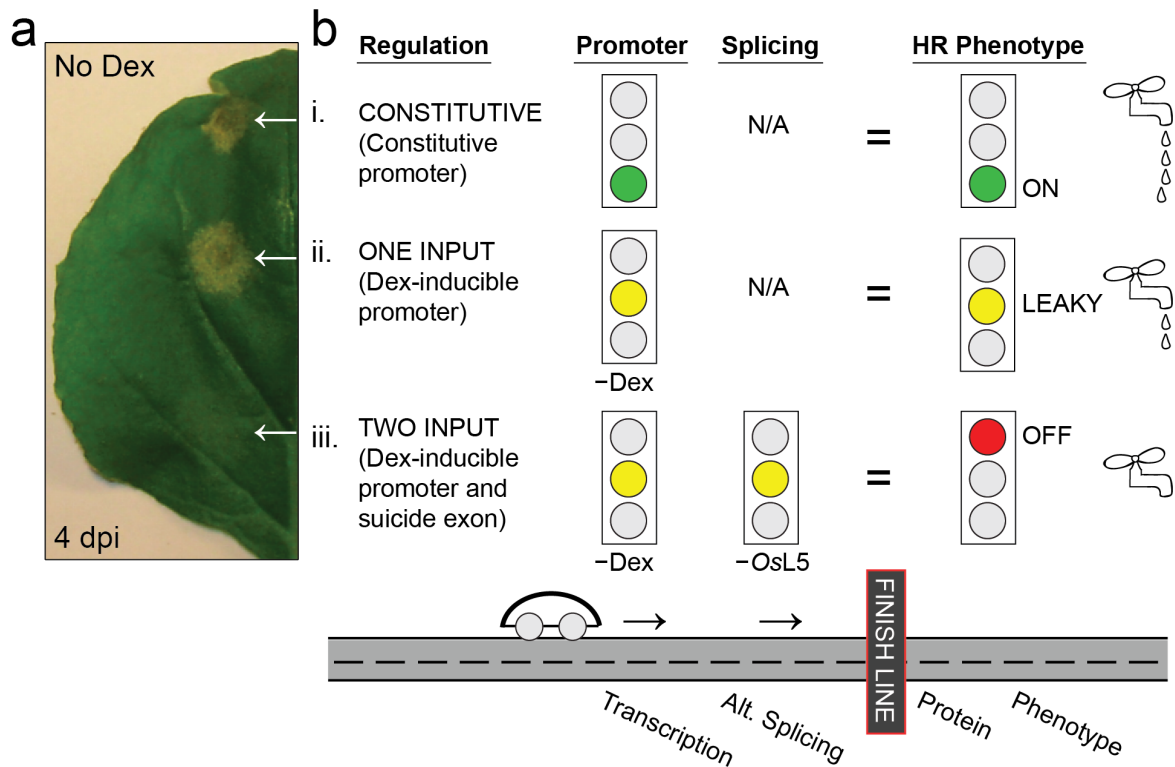 a
No Dex
4 dpi
b
Regulation Promoter Splicing HR Phenotype
i. CONSTITUTIVE
(Constitutive
promoter)
N/A
=
ON
ii. ONE INPUT
(Dex-inducible
promoter)
−Dex
N/A
=
LEAKY
iii. TWO INPUT
(Dex-inducible
promoter and
suicide exon)
−Dex
−OsL5
=
OFF
FINISH LINE
Transcription
Alt. Splicing
Protein
Phenotype